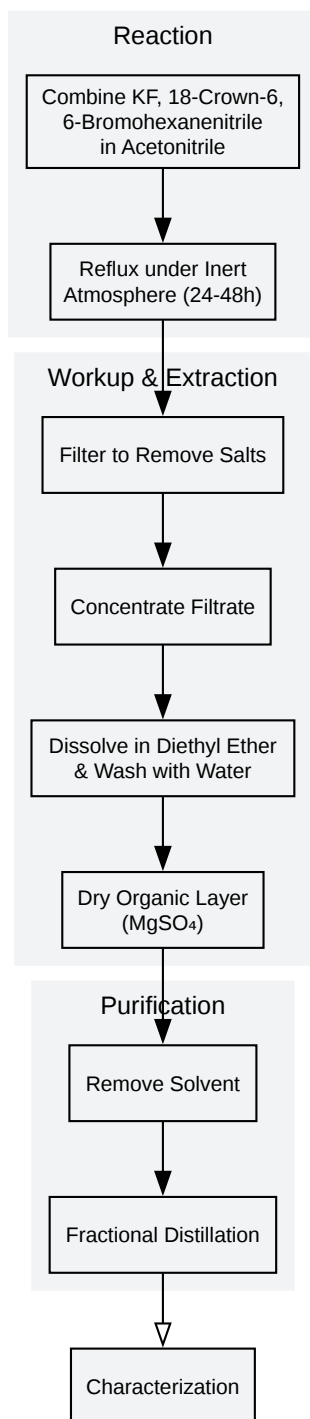 Reaction
Combine KF, 18-Crown-6,
6-Bromohexanenitrile
in Acetonitrile
Reflux under Inert
Atmosphere (24-48h)
Workup & Extraction
Filter to Remove Salts
Concentrate Filtrate
Dissolve in Diethyl Ether
& Wash with Water
Dry Organic Layer
(MgSO₄)
Purification
Remove Solvent
Fractional Distillation
Characterization